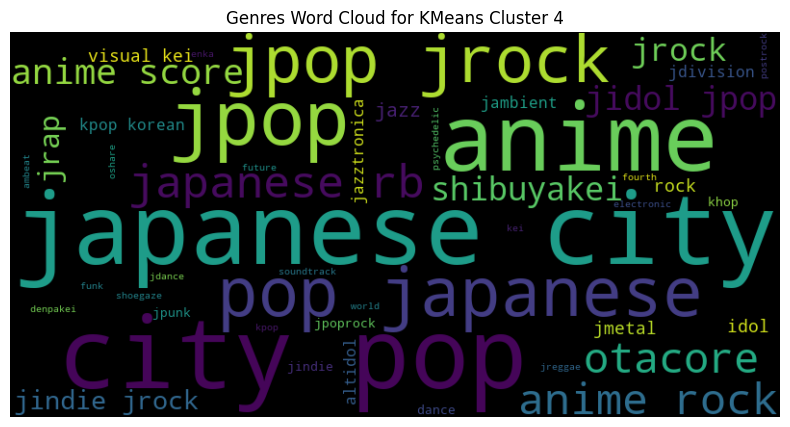 Genres Word Cloud for KMeans Cluster 4
visual kei
enka
jpop jrock
jrock
postrock
anime score
jdivision
jpop
anime
jidol jpop
jambient
jazz
jazztronica
psychedelic
kpop korean
jrap
ambeat
oshare
future
japanese rb
shibuyakei
fourth
rock
khop
electronic
japanese city
kei
jdance
soundtrack
funk
shoegaze
denpakei
jpunk
pop japanese
world
city pop
kpop
jpoprock
jmetal
idol
jindie
altidol
jreggae
otacore
jindie jrock
dance
anime rock